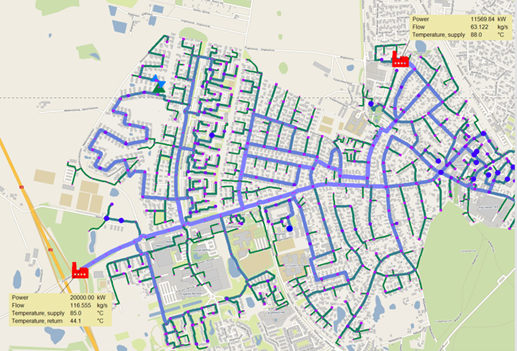 Power 11569.84 kW
Flow 63.122 kg/s
Temperature, supply 88.0 °C
Power 20000.00 kW
Flow 116.555 kg/s
Temperature, supply 85.0 °C
Temperature, return 44.1 °C